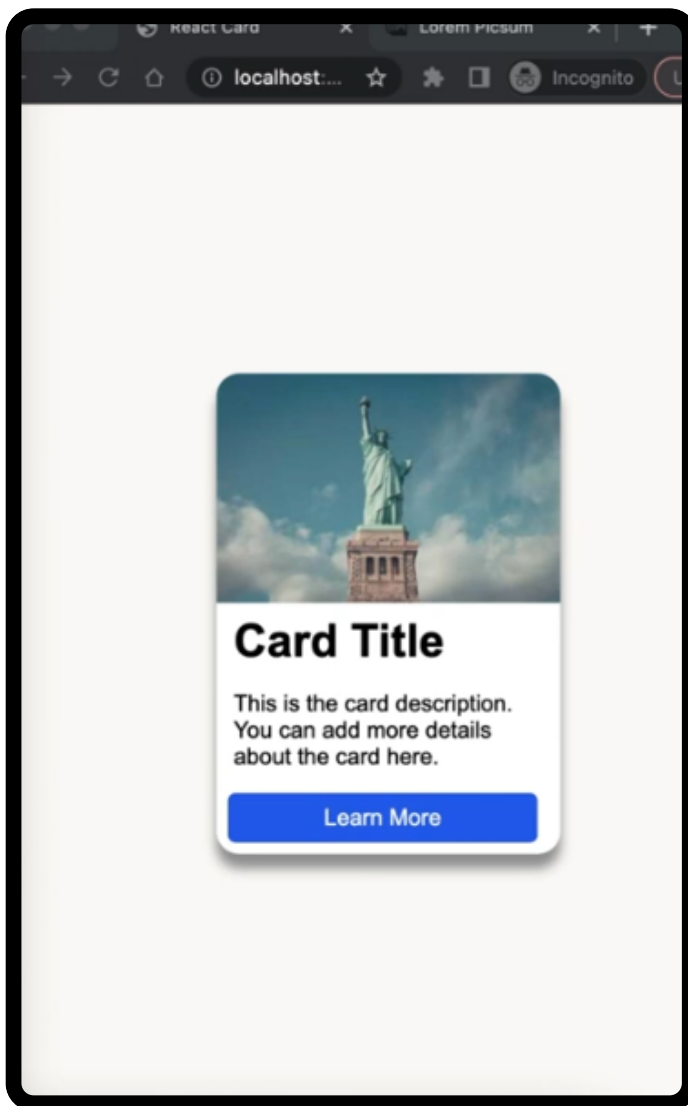 React Card
Lorem Picsum
localhost:...
Incognito
Card Title
This is the card description.
You can add more details
about the card here.
Learn More